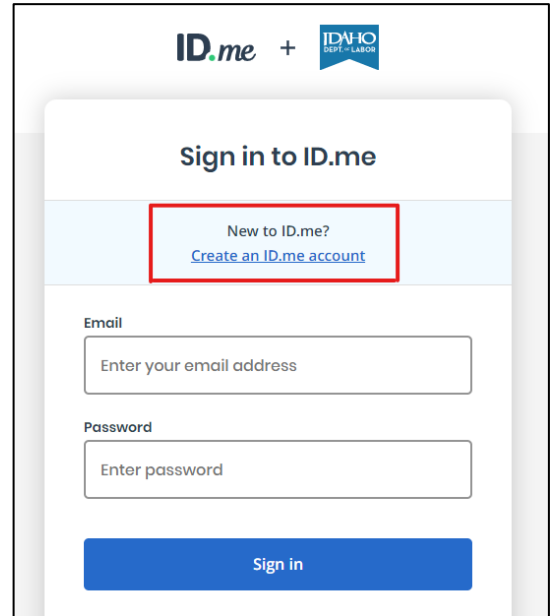 ID.me + IDAHO
DEPT. OF LABOR
Sign in to ID.me
New to ID.me?
Create an ID.me account
Email
Enter your email address
Password
Enter password
Sign in